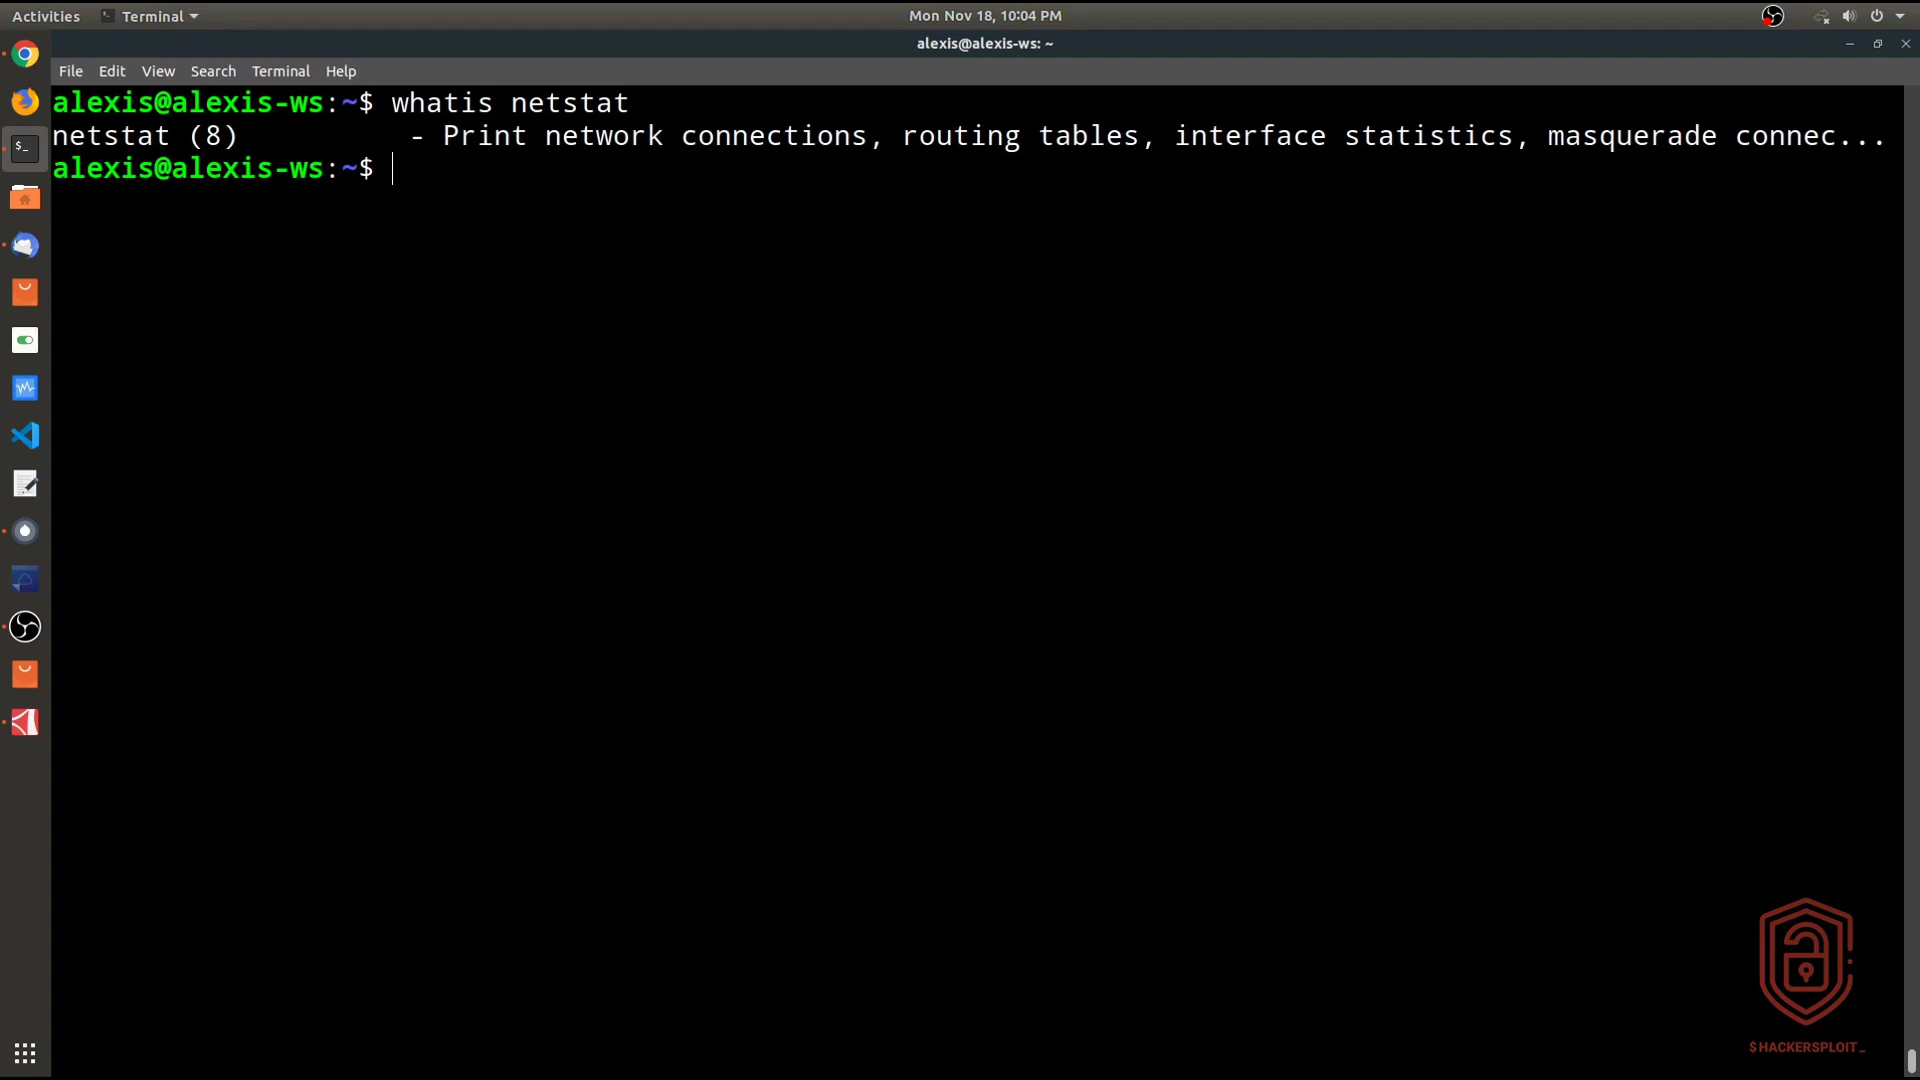 Activities
Terminal
Mon Nov 18, 10:04 PM
alexis@alexis-ws: ~
File Edit View Search Terminal Help
alexis@alexis-ws:~$ whatis netstat
netstat (8)          - Print network connections, routing tables, interface statistics, masquerade connec...
alexis@alexis-ws:~$
$HACKERSPLOIT_